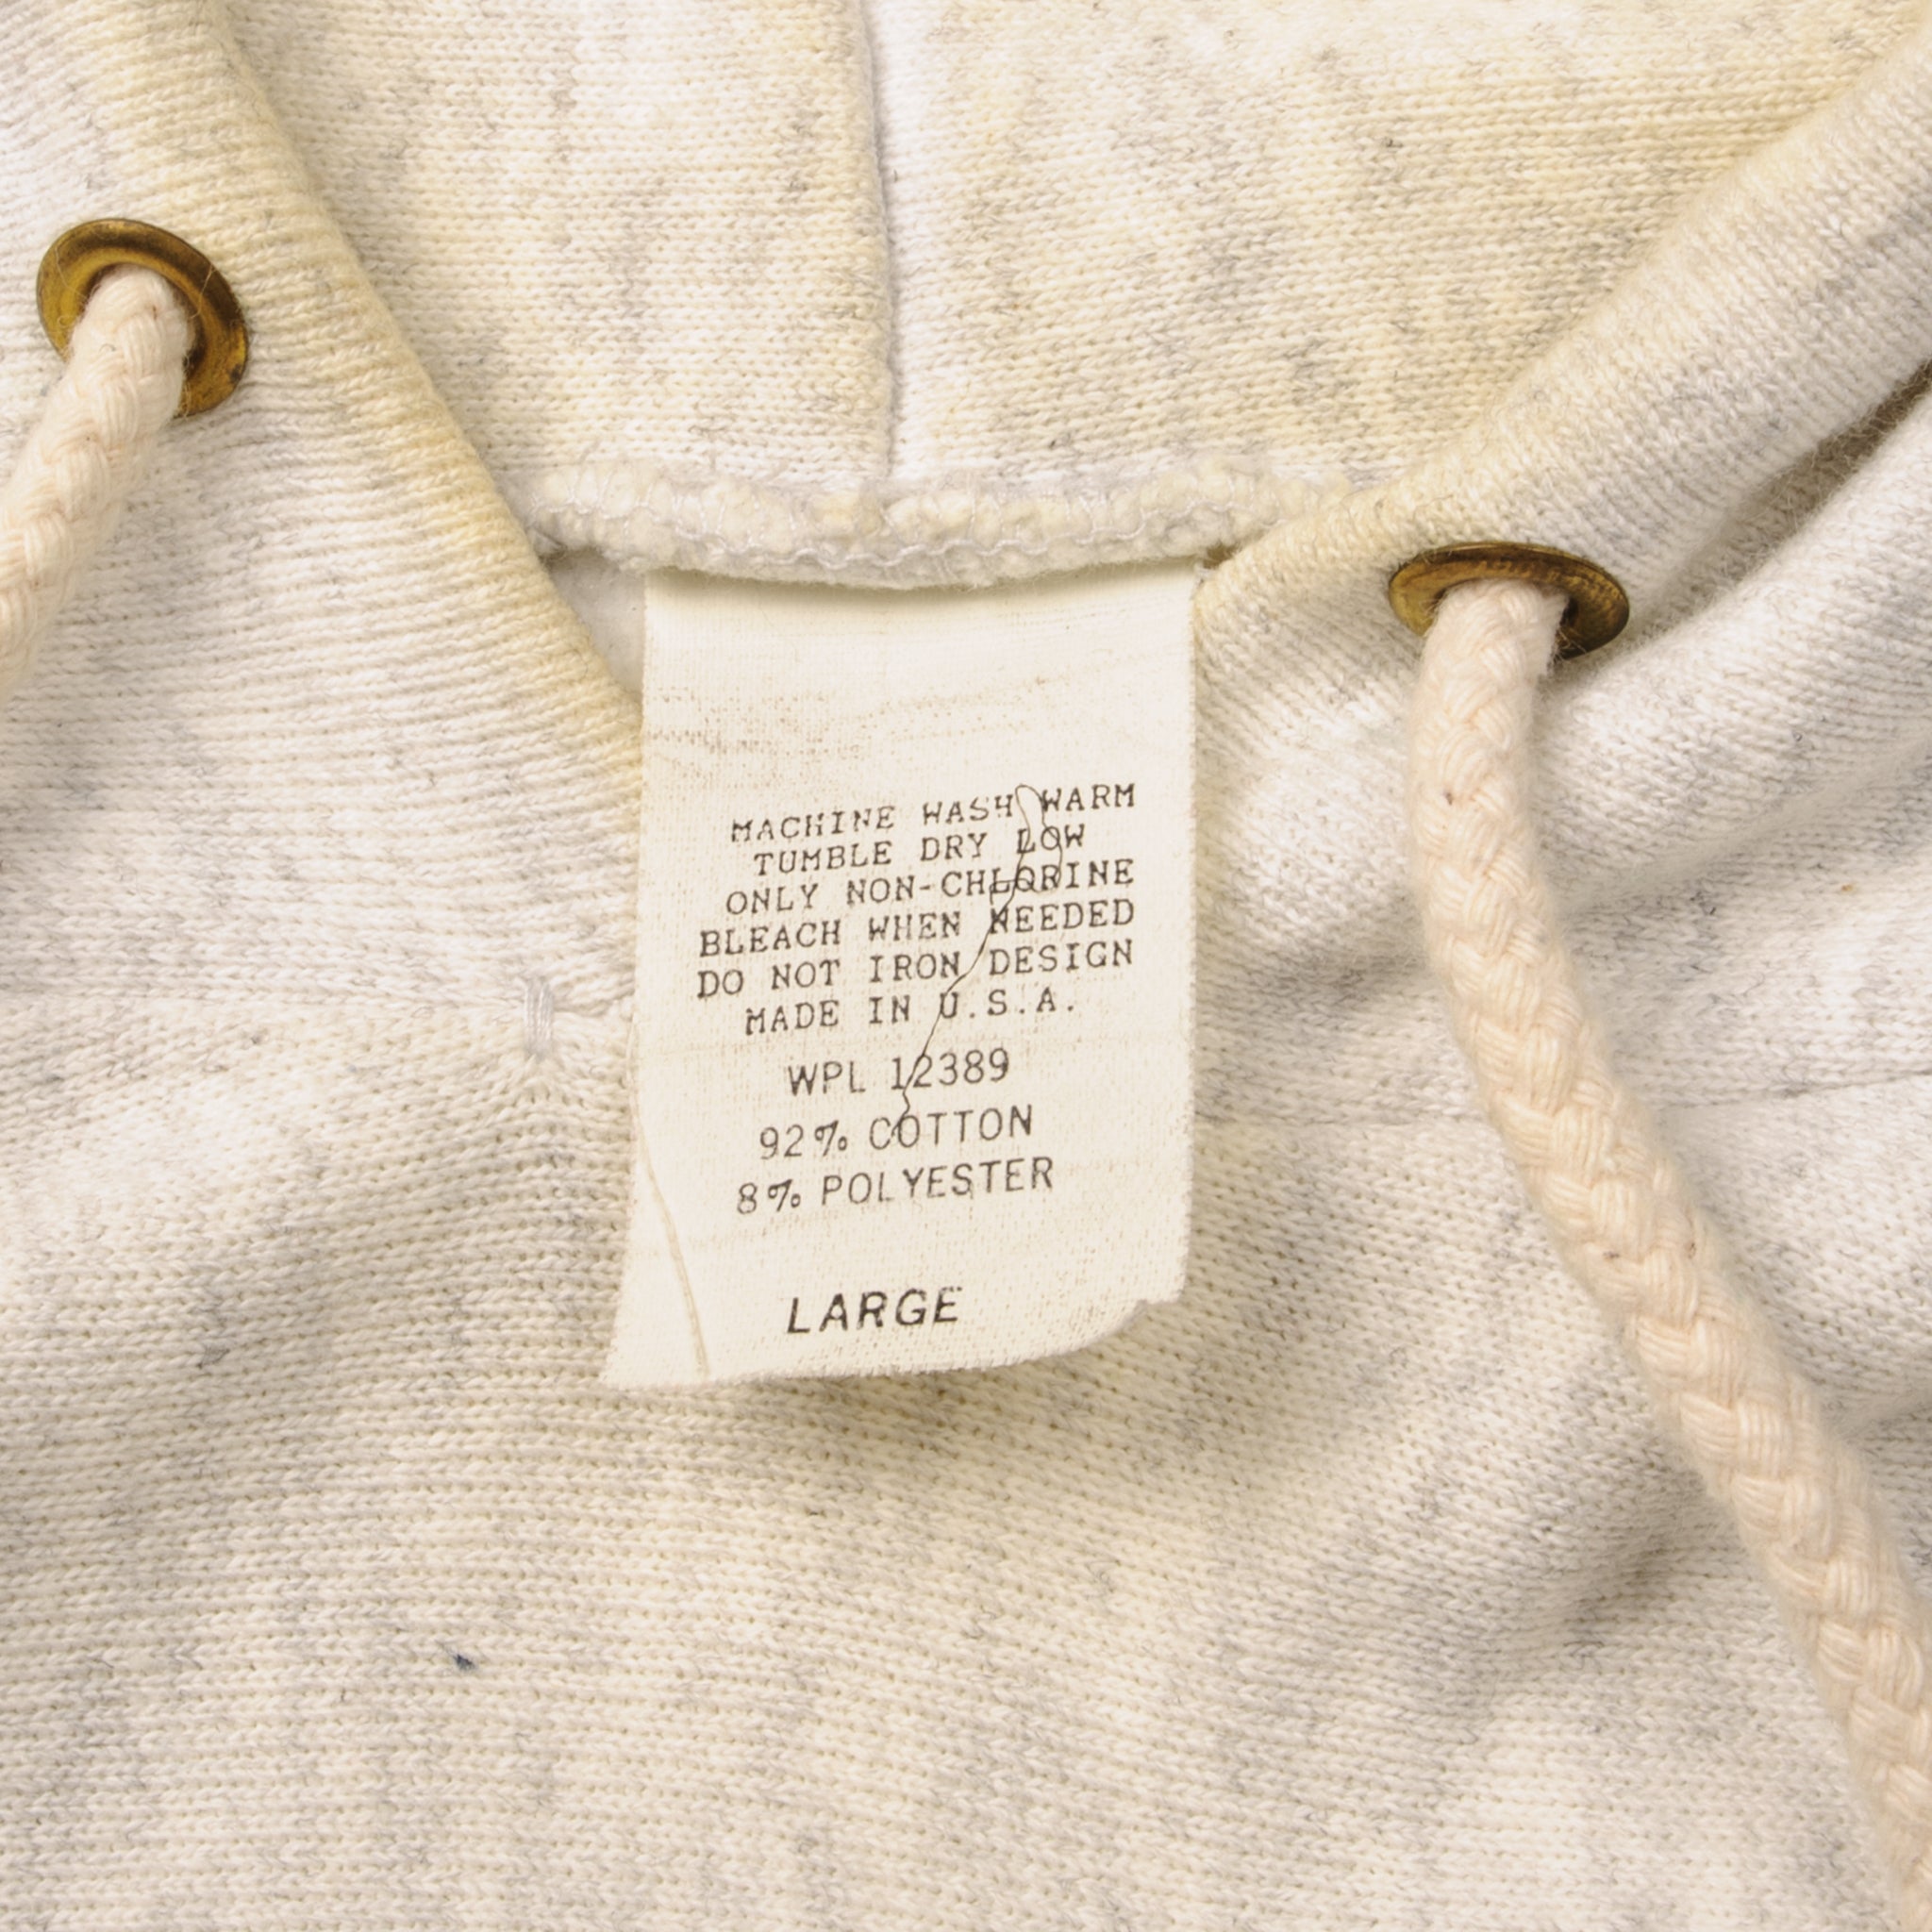 MACHINE WASH WARM
TUMBLE DRY LOW
ONLY NON-CHLORINE
BLEACH WHEN NEEDED
DO NOT IRON DESIGN
MADE IN U.S.A.
WPL 12389
92% COTTON
8% POLYESTER
LARGE